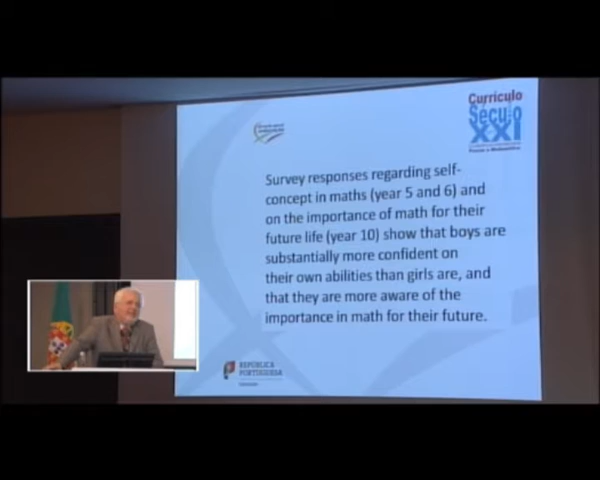 Currículo
Século
XXI
Survey responses regarding self-
concept in maths (year 5 and 6) and
on the importance of math for their
future life (year 10) show that boys are
substantially more confident on
their own abilities than girls are, and
that they are more aware of the
importance in math for their future.
REPÚBLICA
PORTUGUESA